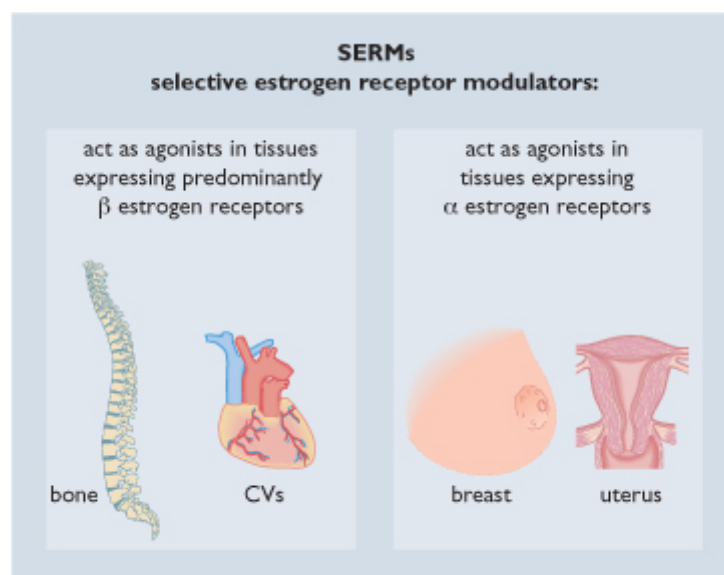 SERMs
selective estrogen receptor modulators:
act as agonists in tissues
expressing predominantly
β estrogen receptors
bone
CVs
act as agonists in
tissues expressing
α estrogen receptors
breast
uterus